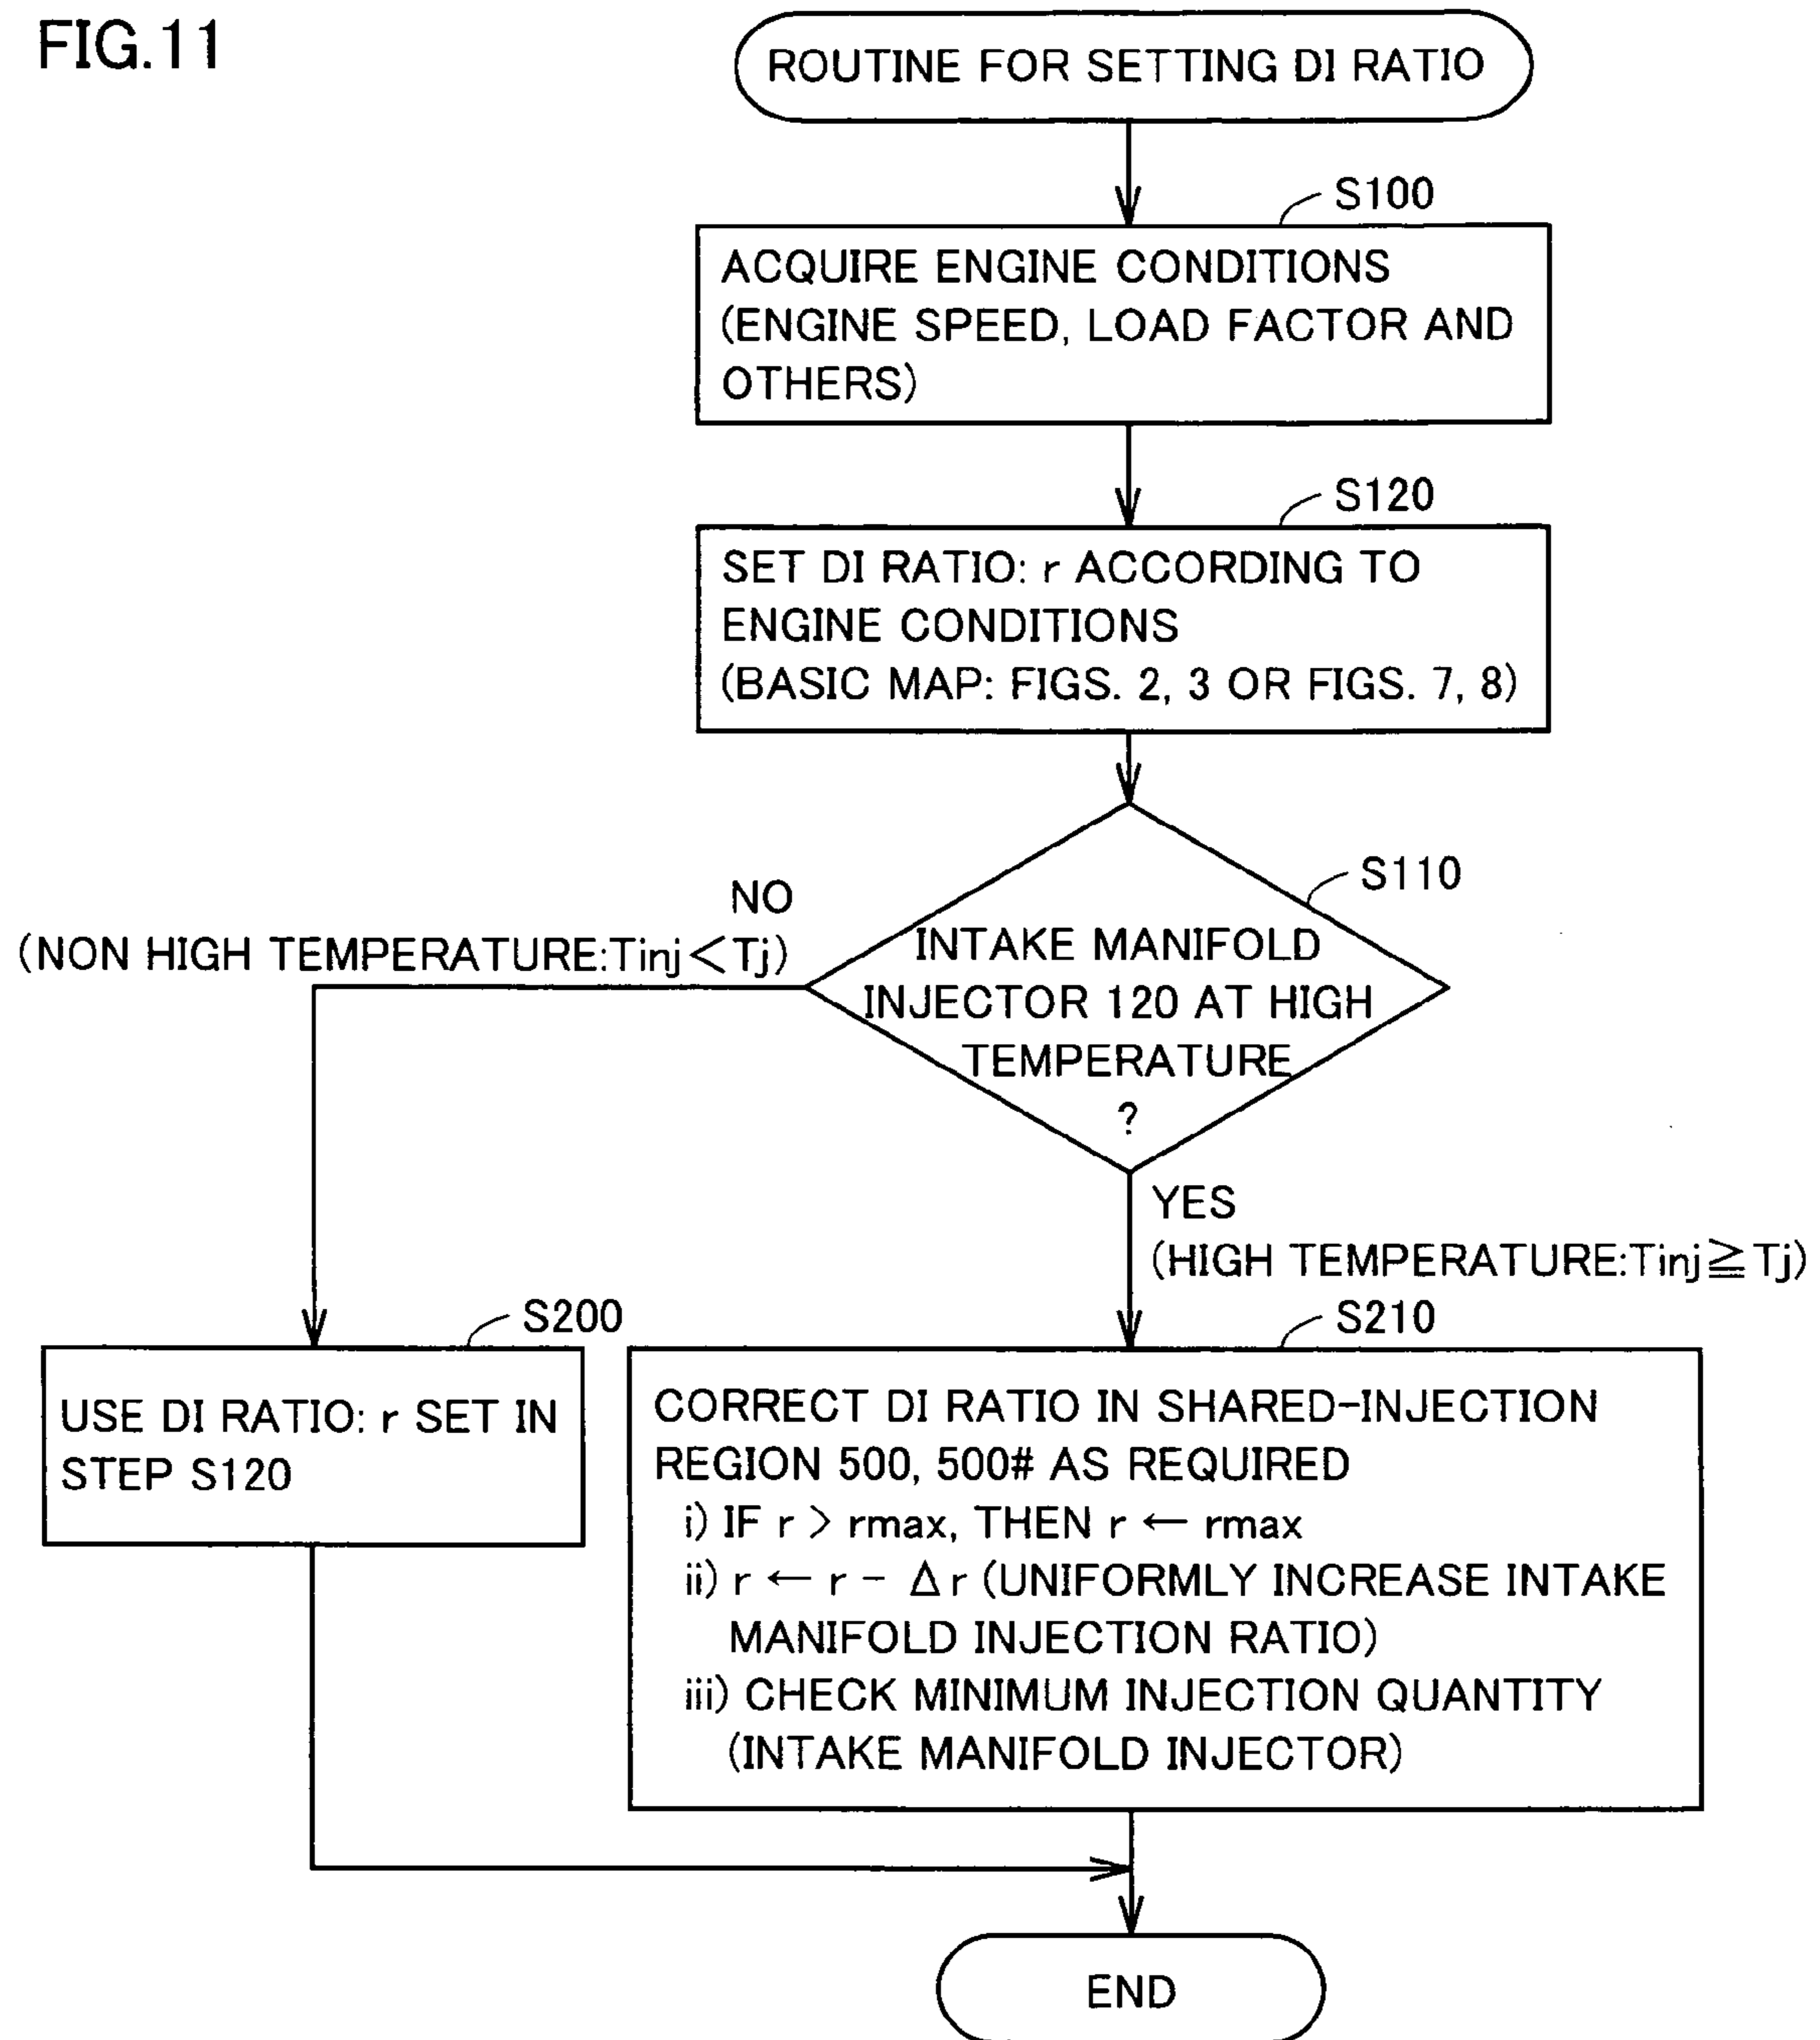 FIG.11
ROUTINE FOR SETTING DI RATIO
S100
ACQUIRE ENGINE CONDITIONS
(ENGINE SPEED, LOAD FACTOR AND
OTHERS)
S120
SET DI RATIO: r ACCORDING TO
ENGINE CONDITIONS
(BASIC MAP: FIGS. 2, 3 OR FIGS. 7, 8)
S110
INTAKE MANIFOLD
INJECTOR 120 AT HIGH
TEMPERATURE
?
NO
(NON HIGH TEMPERATURE:Tinj<Tj)
YES
(HIGH TEMPERATURE:Tinj≧Tj)
S200
USE DI RATIO: r SET IN
STEP S120
S210
CORRECT DI RATIO IN SHARED-INJECTION
REGION 500, 500# AS REQUIRED
i) IF r > rmax, THEN r ← rmax
ii) r ← r - Δr (UNIFORMLY INCREASE INTAKE
MANIFOLD INJECTION RATIO)
iii) CHECK MINIMUM INJECTION QUANTITY
(INTAKE MANIFOLD INJECTOR)
END